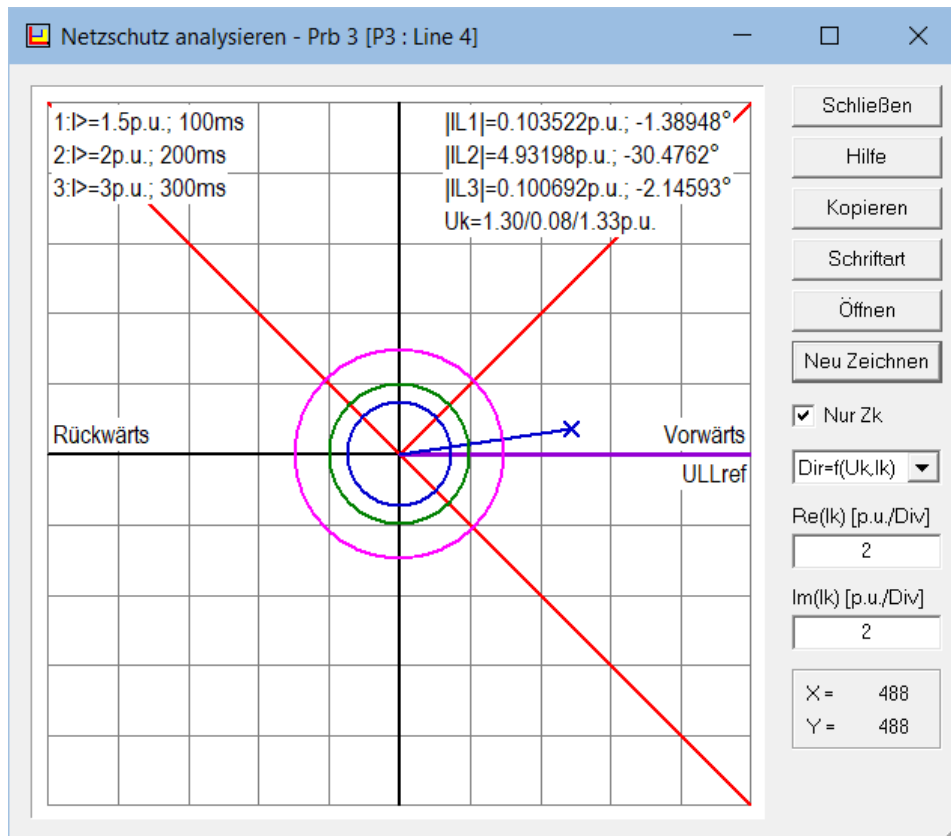 Netzschutz analysieren - Prb 3 [P3 : Line 4]
1:I>=1.5p.u.; 100ms
2:I>=2p.u.; 200ms
3:I>=3p.u.; 300ms
|IL1|=0.103522p.u.; -1.38948°
|IL2|=4.93198p.u.; -30.4762°
|IL3|=0.100692p.u.; -2.14593°
Uk=1.30/0.08/1.33p.u.
Rückwärts
Vorwärts
ULLref
Schließen
Hilfe
Kopieren
Schriftart
Öffnen
Neu Zeichnen
Nur Zk
Dir=f(Uk,Ik)
Re(Ik) [p.u./Div]
2
Im(Ik) [p.u./Div]
2
X = 488
Y = 488